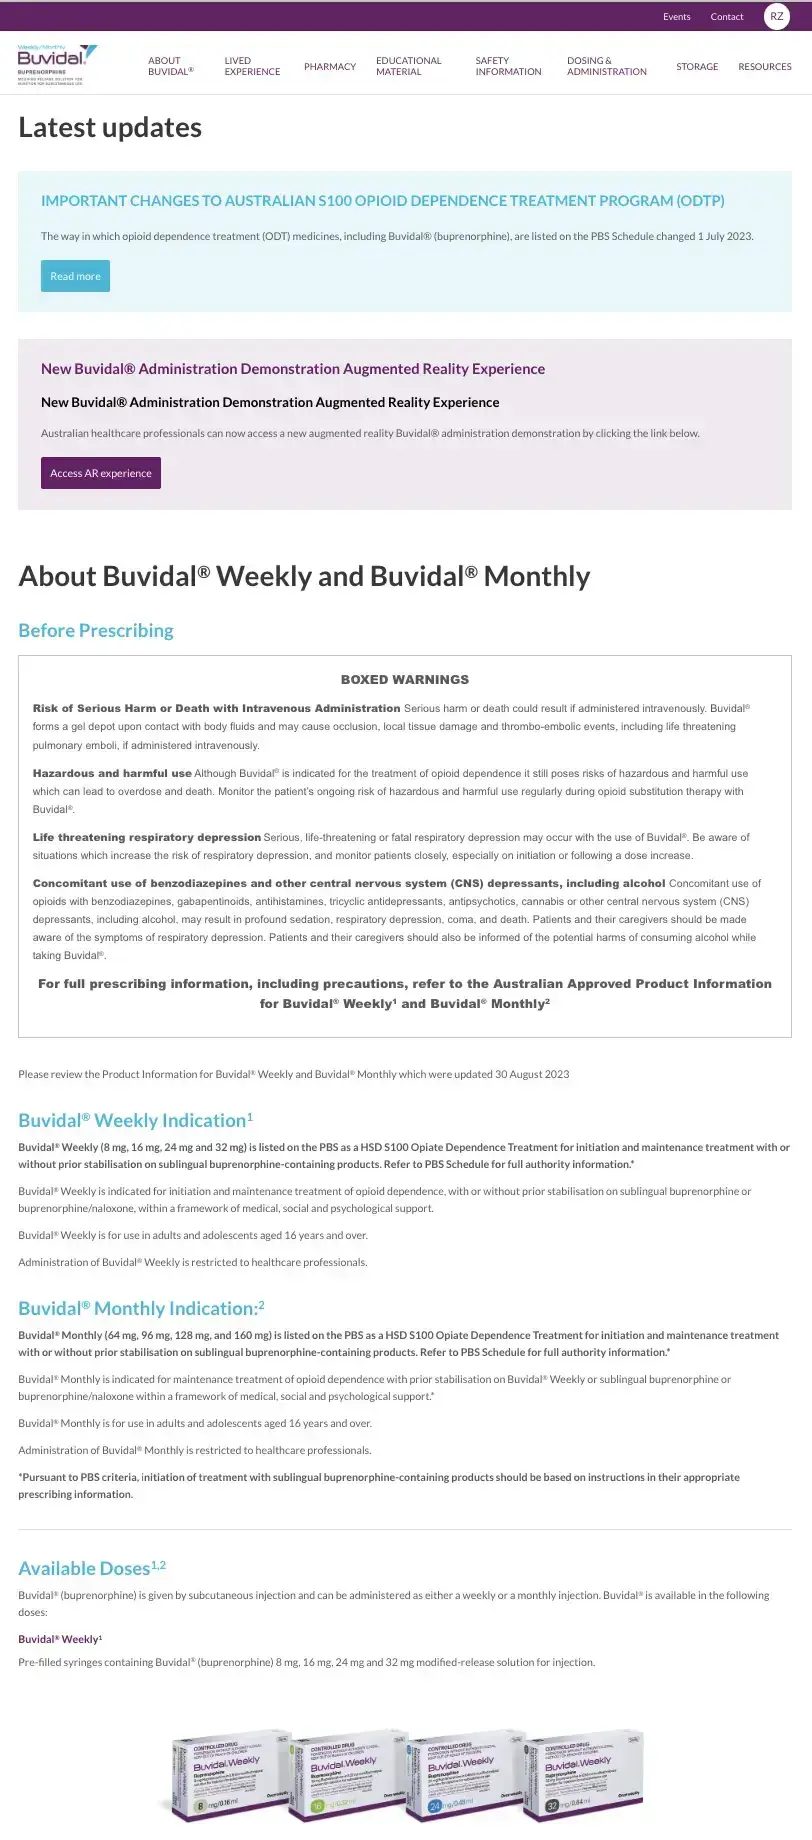 Events Contact RZ
Weekly/Monthly
Buvidal®
BUPRENORPHINE
ABOUT
BUVIDAL®
LIVED
EXPERIENCE
PHARMACY
EDUCATIONAL
MATERIAL
SAFETY
INFORMATION
DOSING &
ADMINISTRATION
STORAGE
RESOURCES
Latest updates
IMPORTANT CHANGES TO AUSTRALIAN S100 OPIOID DEPENDENCE TREATMENT PROGRAM (ODTP)
The way in which opioid dependence treatment (ODT) medicines, including Buvidal® (buprenorphine), are listed on the PBS Schedule changed 1 July 2023.
Read more
New Buvidal® Administration Demonstration Augmented Reality Experience
New Buvidal® Administration Demonstration Augmented Reality Experience
Australian healthcare professionals can now access a new augmented reality Buvidal® administration demonstration by clicking the link below.
Access AR experience
About Buvidal® Weekly and Buvidal® Monthly
Before Prescribing
BOXED WARNINGS
Risk of Serious Harm or Death with Intravenous Administration Serious harm or death could result if administered intravenously. Buvidal®
forms a gel depot upon contact with body fluids and may cause occlusion, local tissue damage and thrombo-embolic events, including life threatening
pulmonary emboli, if administered intravenously.
Hazardous and harmful use Although Buvidal® is indicated for the treatment of opioid dependence it still poses risks of hazardous and harmful use
which can lead to overdose and death. Monitor the patient's ongoing risk of hazardous and harmful use regularly during opioid substitution therapy with
Buvidal®.
Life threatening respiratory depression Serious, life-threatening or fatal respiratory depression may occur with the use of Buvidal®. Be aware of
situations which increase the risk of respiratory depression, and monitor patients closely, especially on initiation or following a dose increase.
Concomitant use of benzodiazepines and other central nervous system (CNS) depressants, including alcohol Concomitant use of
opioids with benzodiazepines, gabapentinoids, antihistamines, tricyclic antidepressants, antipsychotics, cannabis or other central nervous system (CNS)
depressants, including alcohol, may result in profound sedation, respiratory depression, coma, and death. Patients and their caregivers should be made
aware of the symptoms of respiratory depression. Patients and their caregivers should also be informed of the potential harms of consuming alcohol while
taking Buvidal®.
For full prescribing information, including precautions, refer to the Australian Approved Product Information
for Buvidal® Weekly¹ and Buvidal® Monthly²
Please review the Product Information for Buvidal® Weekly and Buvidal® Monthly which were updated 30 August 2023
Buvidal® Weekly Indication¹
Buvidal® Weekly (8 mg, 16 mg, 24 mg and 32 mg) is listed on the PBS as a HSD S100 Opiate Dependence Treatment for initiation and maintenance treatment with or
without prior stabilisation on sublingual buprenorphine-containing products. Refer to PBS Schedule for full authority information.*
Buvidal® Weekly is indicated for initiation and maintenance treatment of opioid dependence, with or without prior stabilisation on sublingual buprenorphine or
buprenorphine/naloxone, within a framework of medical, social and psychological support.
Buvidal® Weekly is for use in adults and adolescents aged 16 years and over.
Administration of Buvidal® Weekly is restricted to healthcare professionals.
Buvidal® Monthly Indication:²
Buvidal® Monthly (64 mg, 96 mg, 128 mg, and 160 mg) is listed on the PBS as a HSD S100 Opiate Dependence Treatment for initiation and maintenance treatment
with or without prior stabilisation on sublingual buprenorphine-containing products. Refer to PBS Schedule for full authority information.*
Buvidal® Monthly is indicated for maintenance treatment of opioid dependence with prior stabilisation on Buvidal® Weekly or sublingual buprenorphine or
buprenorphine/naloxone within a framework of medical, social and psychological support.*
Buvidal® Monthly is for use in adults and adolescents aged 16 years and over.
Administration of Buvidal® Monthly is restricted to healthcare professionals.
*Pursuant to PBS criteria, initiation of treatment with sublingual buprenorphine-containing products should be based on instructions in their appropriate
prescribing information.
Available Doses¹,²
Buvidal® (buprenorphine) is given by subcutaneous injection and can be administered as either a weekly or a monthly injection. Buvidal® is available in the following
doses:
Buvidal® Weekly¹
Pre-filled syringes containing Buvidal® (buprenorphine) 8 mg, 16 mg, 24 mg and 32 mg modified-release solution for injection.
CONTROLLED DRUG
Buvidal Weekly
Buprenorphine
8 mg/0.16 ml
CONTROLLED DRUG
Buvidal Weekly
Buprenorphine
16 mg/0.32 ml
CONTROLLED DRUG
Buvidal Weekly
Buprenorphine
24 mg/0.48 ml
CONTROLLED DRUG
Buvidal Weekly
Buprenorphine
32 mg/0.64 ml